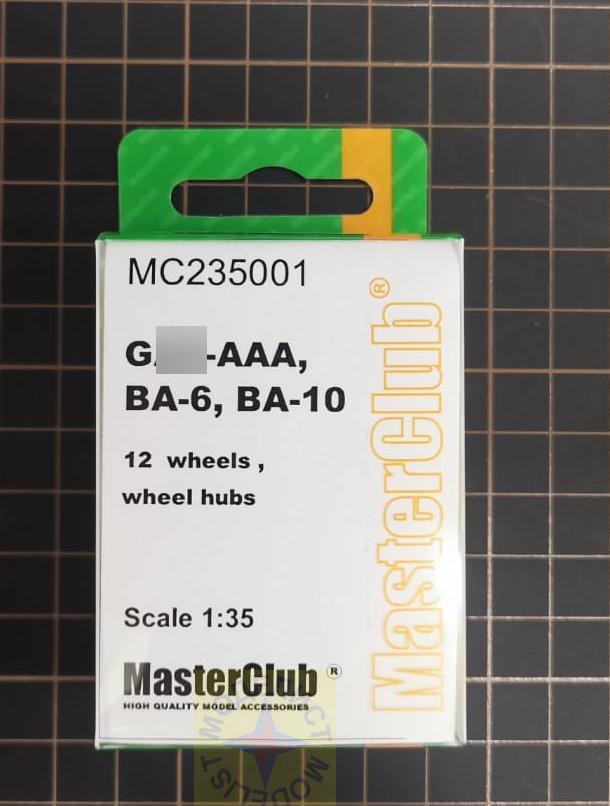 MC235001
-AAA,
BA-6, BA-10
12 wheels ,
wheel hubs
Scale 1:35
MasterClub ®
HIGH QUALITY MODEL ACCESSORIES
MasterClub®
MODELIST